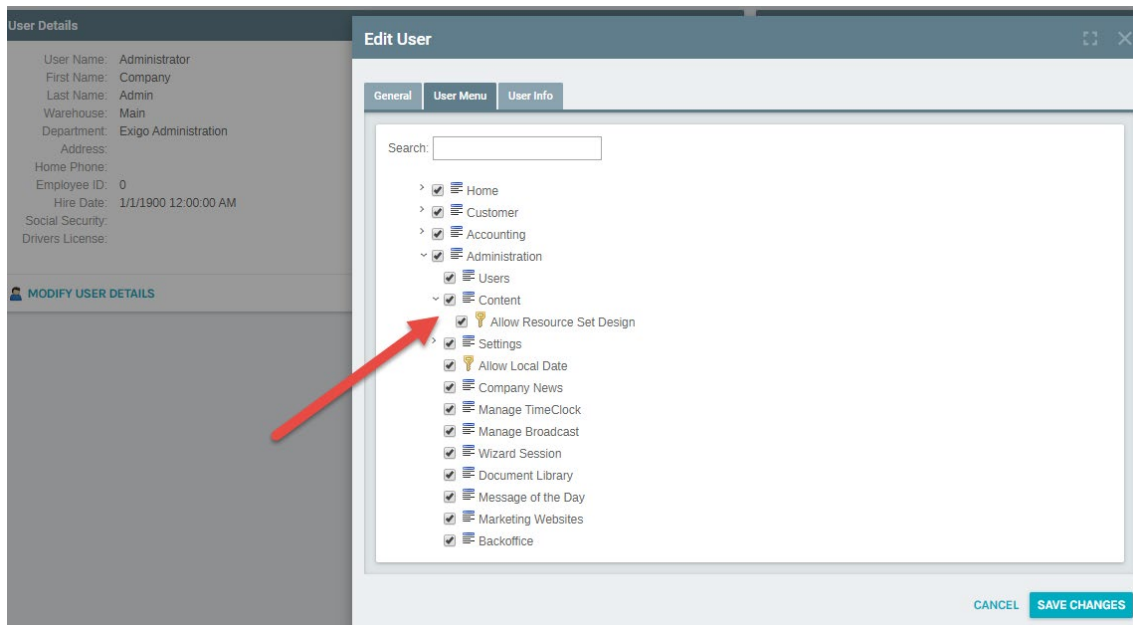 User Details
User Name: Administrator
First Name: Company
Last Name: Admin
Warehouse: Main
Department: Exigo Administration
Address:
Home Phone:
Employee ID: 0
Hire Date: 1/1/1900 12:00:00 AM
Social Security:
Drivers License:
MODIFY USER DETAILS
Edit User
General User Menu User Info
Search:
Home
Customer
Accounting
Administration
Users
Content
Allow Resource Set Design
Settings
Allow Local Date
Company News
Manage TimeClock
Manage Broadcast
Wizard Session
Document Library
Message of the Day
Marketing Websites
Backoffice
CANCEL SAVE CHANGES